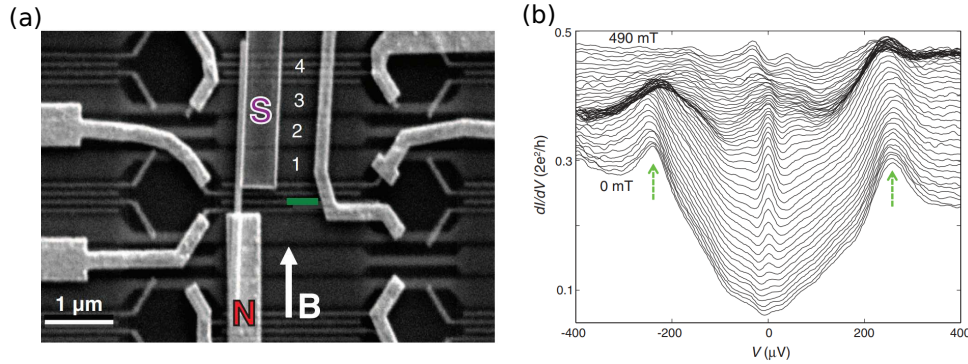 (a)
S
4
3
2
1
B
N
1 µm
(b)
0.5
0.3
0.1
490 mT
0 mT
dI/dV (2e²/h)
-400
-200
0
200
400
V (µV)